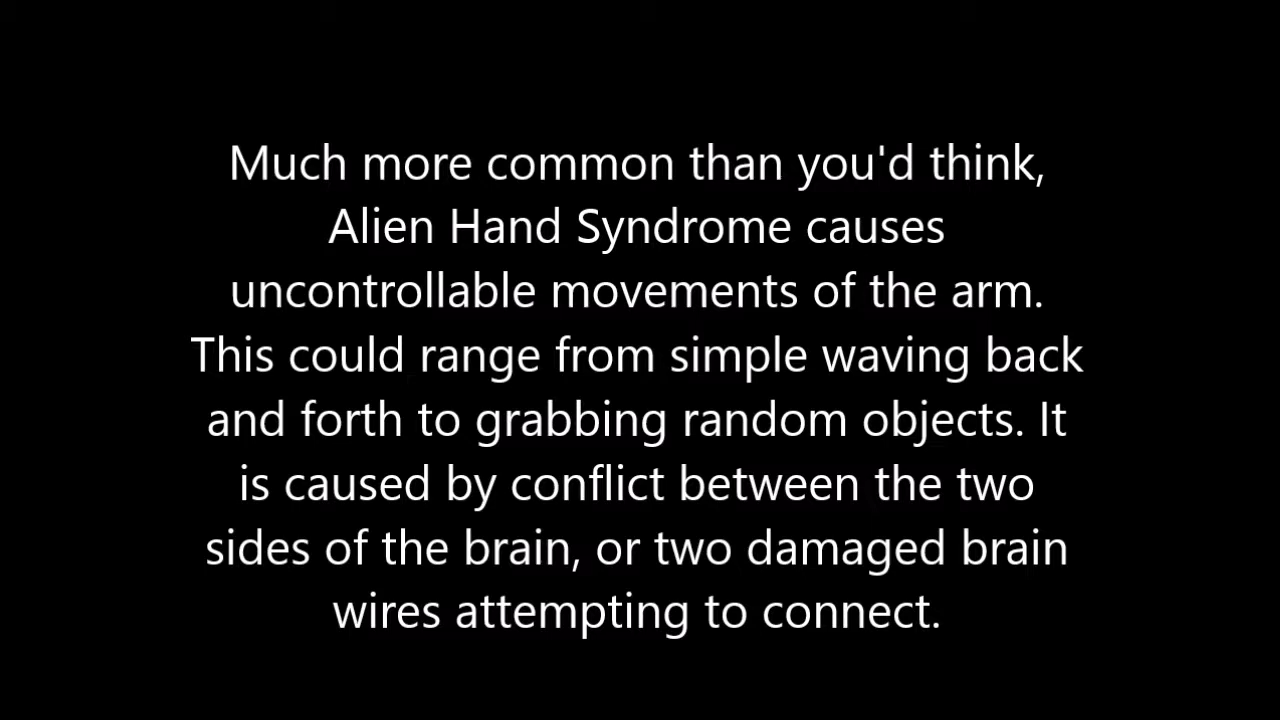 Much more common than you'd think,
Alien Hand Syndrome causes
uncontrollable movements of the arm.
This could range from simple waving back
and forth to grabbing random objects. It
is caused by conflict between the two
sides of the brain, or two damaged brain
wires attempting to connect.